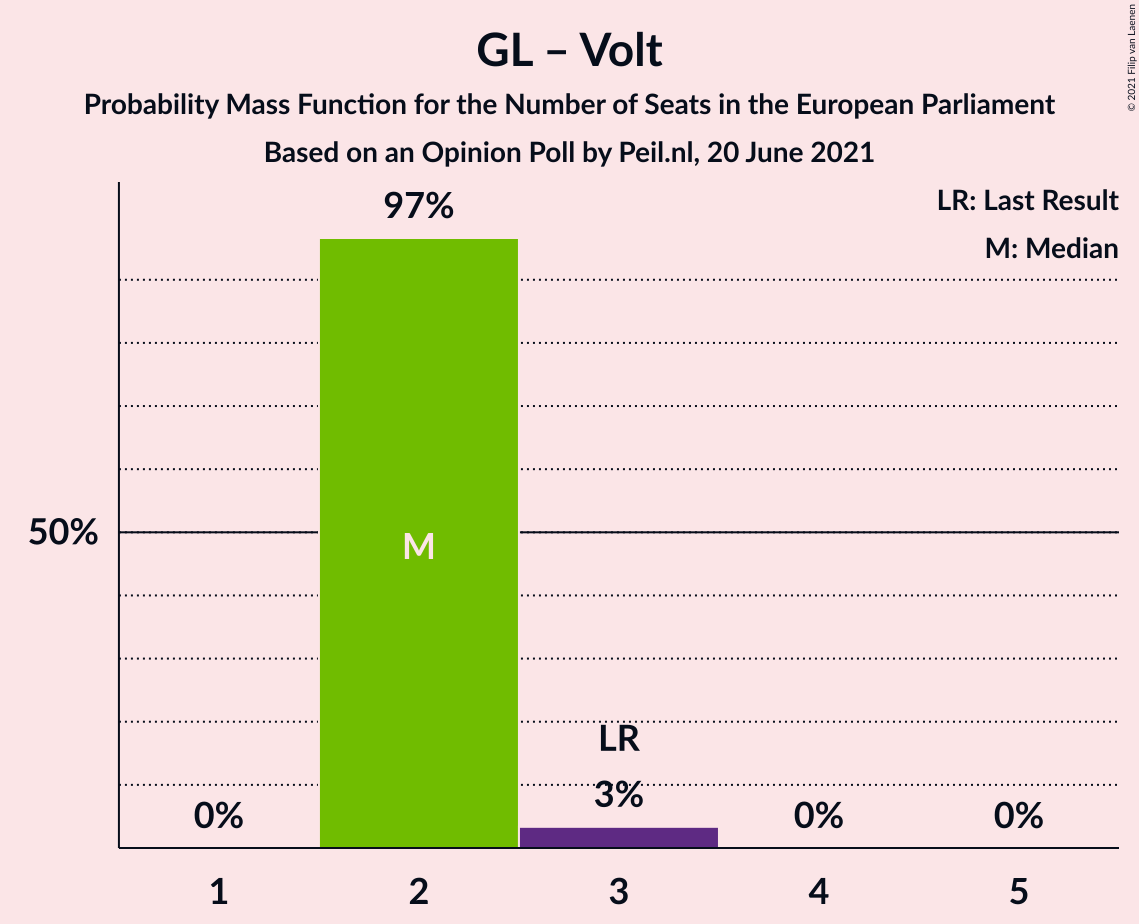 GL – Volt
Probability Mass Function for the Number of Seats in the European Parliament
Based on an Opinion Poll by Peil.nl, 20 June 2021
© 2021 Filip van Laenen
LR: Last Result
M: Median
97%
50%
M
LR
0%
3%
0%
0%
1
2
3
4
5